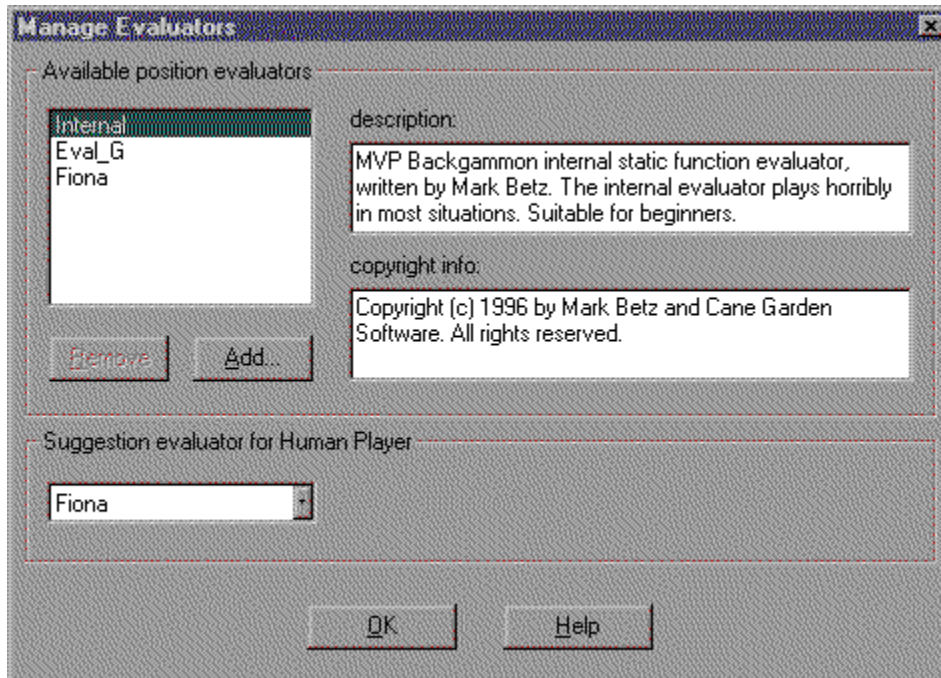 Manage Evaluators
Available position evaluators
Internal
Eval_G
Fiona
description:
MVP Backgammon internal static function evaluator,
written by Mark Betz. The internal evaluator plays horribly
in most situations. Suitable for beginners.
copyright info:
Copyright (c) 1996 by Mark Betz and Cane Garden
Software. All rights reserved.
Remove
Add...
Suggestion evaluator for Human Player
Fiona
OK
Help